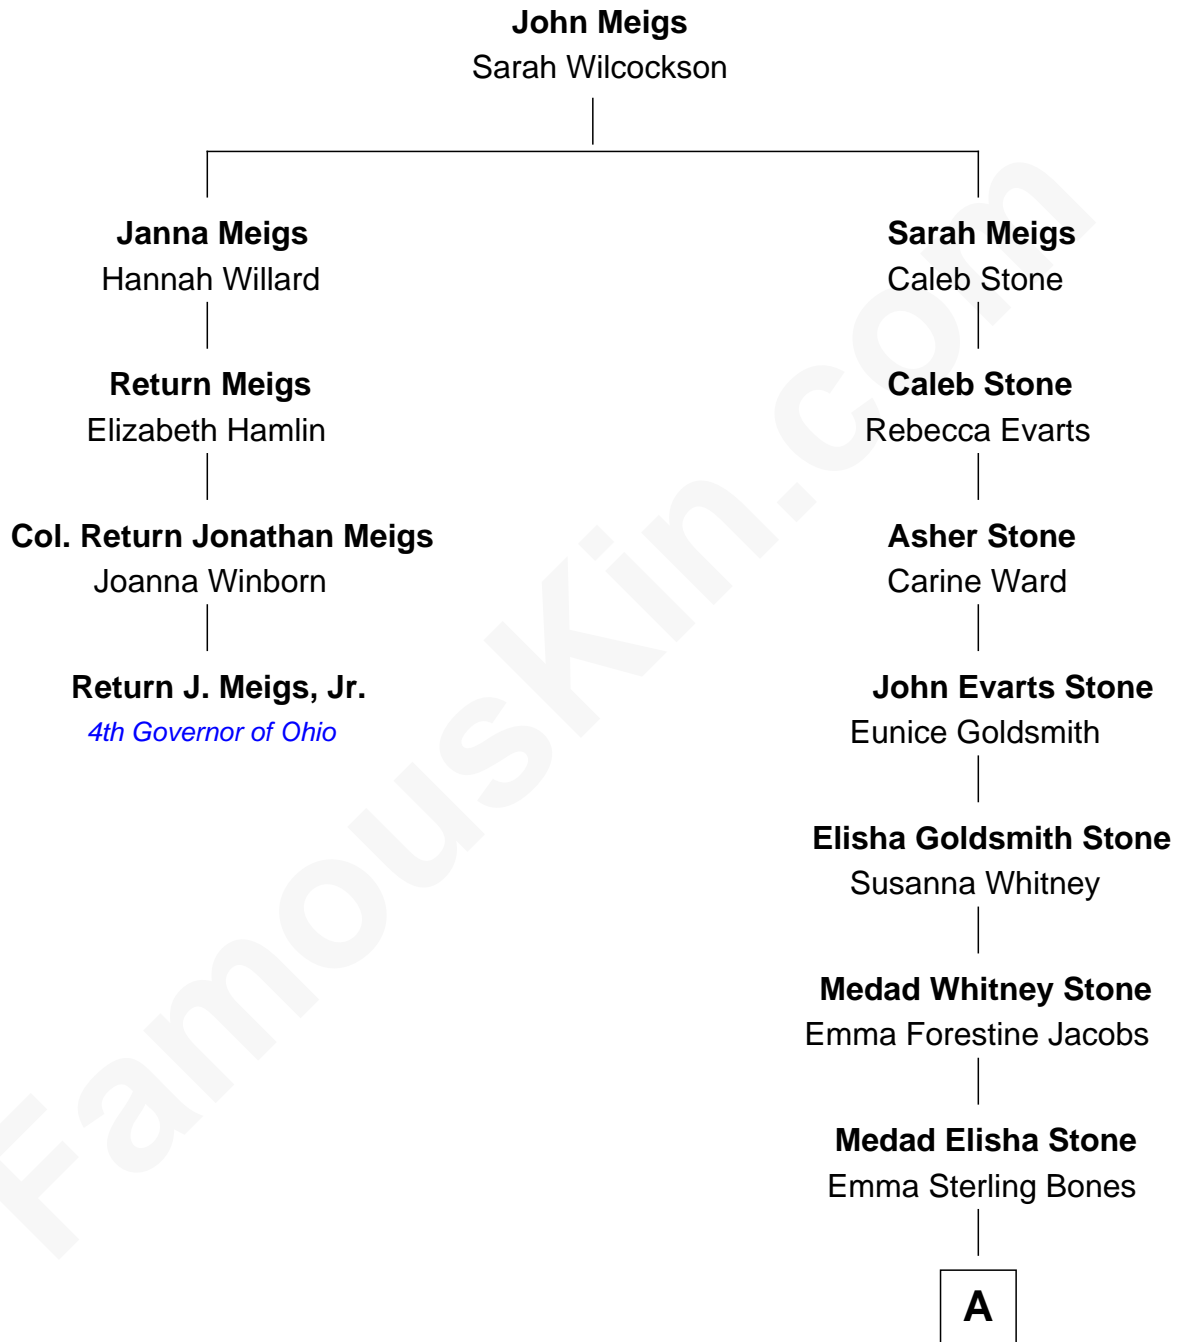 John Meigs
Sarah Wilcockson
Janna Meigs
Hannah Willard
Sarah Meigs
Caleb Stone
Return Meigs
Elizabeth Hamlin
Caleb Stone
Rebecca Evarts
Col. Return Jonathan Meigs
Joanna Winborn
Asher Stone
Carine Ward
Return J. Meigs, Jr.
4th Governor of Ohio
John Evarts Stone
Eunice Goldsmith
Elisha Goldsmith Stone
Susanna Whitney
Medad Whitney Stone
Emma Forestine Jacobs
Medad Elisha Stone
Emma Sterling Bones
A
FamousKin.com